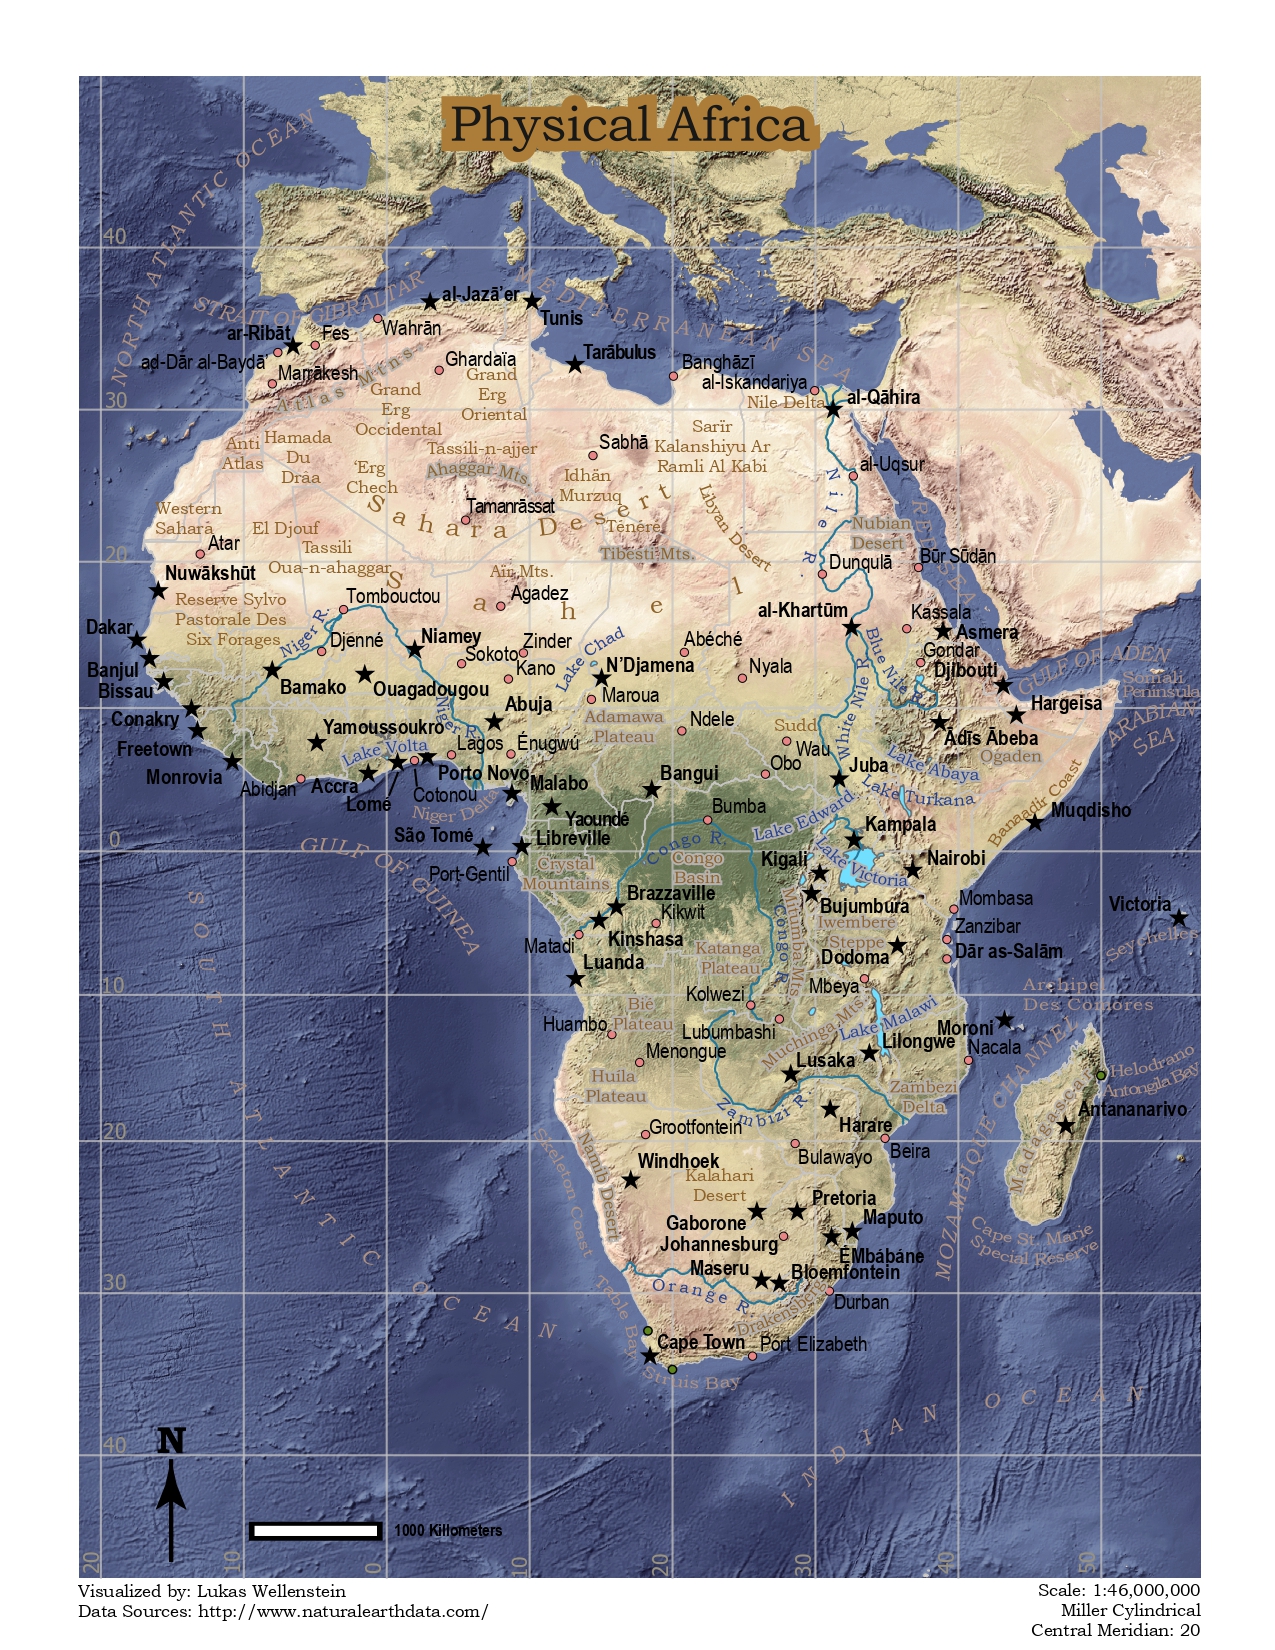 Physical Africa
NORTH ATLANTIC OCEAN
40
STRAIT OF GIBRALTAR
MEDITERRANEAN SEA
al-Jazā'er
Tunis
ar-Ribāt
Fes
Wahrān
Tarābulus
ad-Dār al-Baydā'
Marrākesh
Ghardaïa
Banghāzī
al-Iskandariya
Atlas Mtns.
Grand
Erg
Occidental
Grand
Erg
Oriental
Nile Delta
al-Qāhira
30
Anti
Atlas
Hamada
Du
Drâa
Tassili-n-ajjer
Ahaggar Mts.
Sabhā
Sarīr
Kalanshiyu Ar
Ramli Al Kabi
al-Uqsur
'Erg
Chech
Idhān
Murzuq
Tamanrāssat
Sahara Desert
Libyan Desert
Nile R.
RED SEA
Western
Sahara
El Djouf
Ténéré
Nubian
Desert
Atar
20
Tassili
Oua-n-ahaggar
Tibesti Mts.
Dunqulā
Būr Sūdān
Nuwākshūt
Aïr Mts.
Agadez
Sahel
Reserve Sylvo
Pastorale Des
Six Forages
Tombouctou
al-Khartūm
Kassala
Asmera
Dakar
Niger R.
Djenné
Niamey
Zinder
Sokoto
Kano
Lake Chad
Abéché
Gondar
Djibouti
GULF OF ADEN
Banjul
Bissau
Bamako
Ouagadougou
N'Djamena
Nyala
Blue Nile R.
Somali
Peninsula
Maroua
Abuja
Adamawa
Plateau
Ndele
Sudd
White Nile R.
Hargeisa
ARABIAN
SEA
Conakry
Yamoussoukro
Niger R.
Freetown
Lake Volta
Lagos
Énugwú
Wau
Ādīs Ābeba
Ogaden
Monrovia
Abidjan
Accra
Lomé
Porto Novo
Cotonou
Malabo
Bangui
Obo
Juba
Lake Abaya
Lake Turkana
Niger Delta
Yaoundé
Bumba
Lake Edward
Banaadir Coast
Muqdisho
São Tomé
Libreville
Congo R.
Kampala
0
GULF OF GUINEA
Port-Gentil
Crystal
Mountains
Congo
Basin
Kigali
Lake Victoria
Nairobi
Brazzaville
Kikwit
Bujumbura
Mombasa
Victoria
Matadi
Kinshasa
Congo R.
Mitumba Mts.
Iwembere
Steppe
Zanzibar
Seychelles
Luanda
Katanga
Plateau
Dodoma
Dār as-Salām
10
Kolwezi
Mbeya
Archipel
Des Comores
Bié
Plateau
Huambo
Lubumbashi
Muchinga Mts.
Lake Malawi
Moroni
Menongue
Lilongwe
Nacala
Huíla
Plateau
Lusaka
Helodrano
Antongila Bay
Zambizi R.
Zambezi
Delta
Antananarivo
Harare
20
Grootfontein
Bulawayo
Beira
MOZAMBIQUE CHANNEL
Madagasca
Skeleton Coast
Namib Desert
Windhoek
Kalahari
Desert
Pretoria
Gaborone
Maputo
Johannesburg
ÉMbábáne
Cape St. Marie
Special Reserve
Maseru
Bloemfontein
30
Orange R.
Drakensberg
Durban
Table Bay
Cape Town
Port Elizabeth
Struis Bay
SOUTH ATLANTIC OCEAN
INDIAN OCEAN
40
N
1000 Killometers
20
10
0
10
20
30
40
50
Visualized by: Lukas Wellenstein
Data Sources: http://www.naturalearthdata.com/
Scale: 1:46,000,000
Miller Cylindrical
Central Meridian: 20